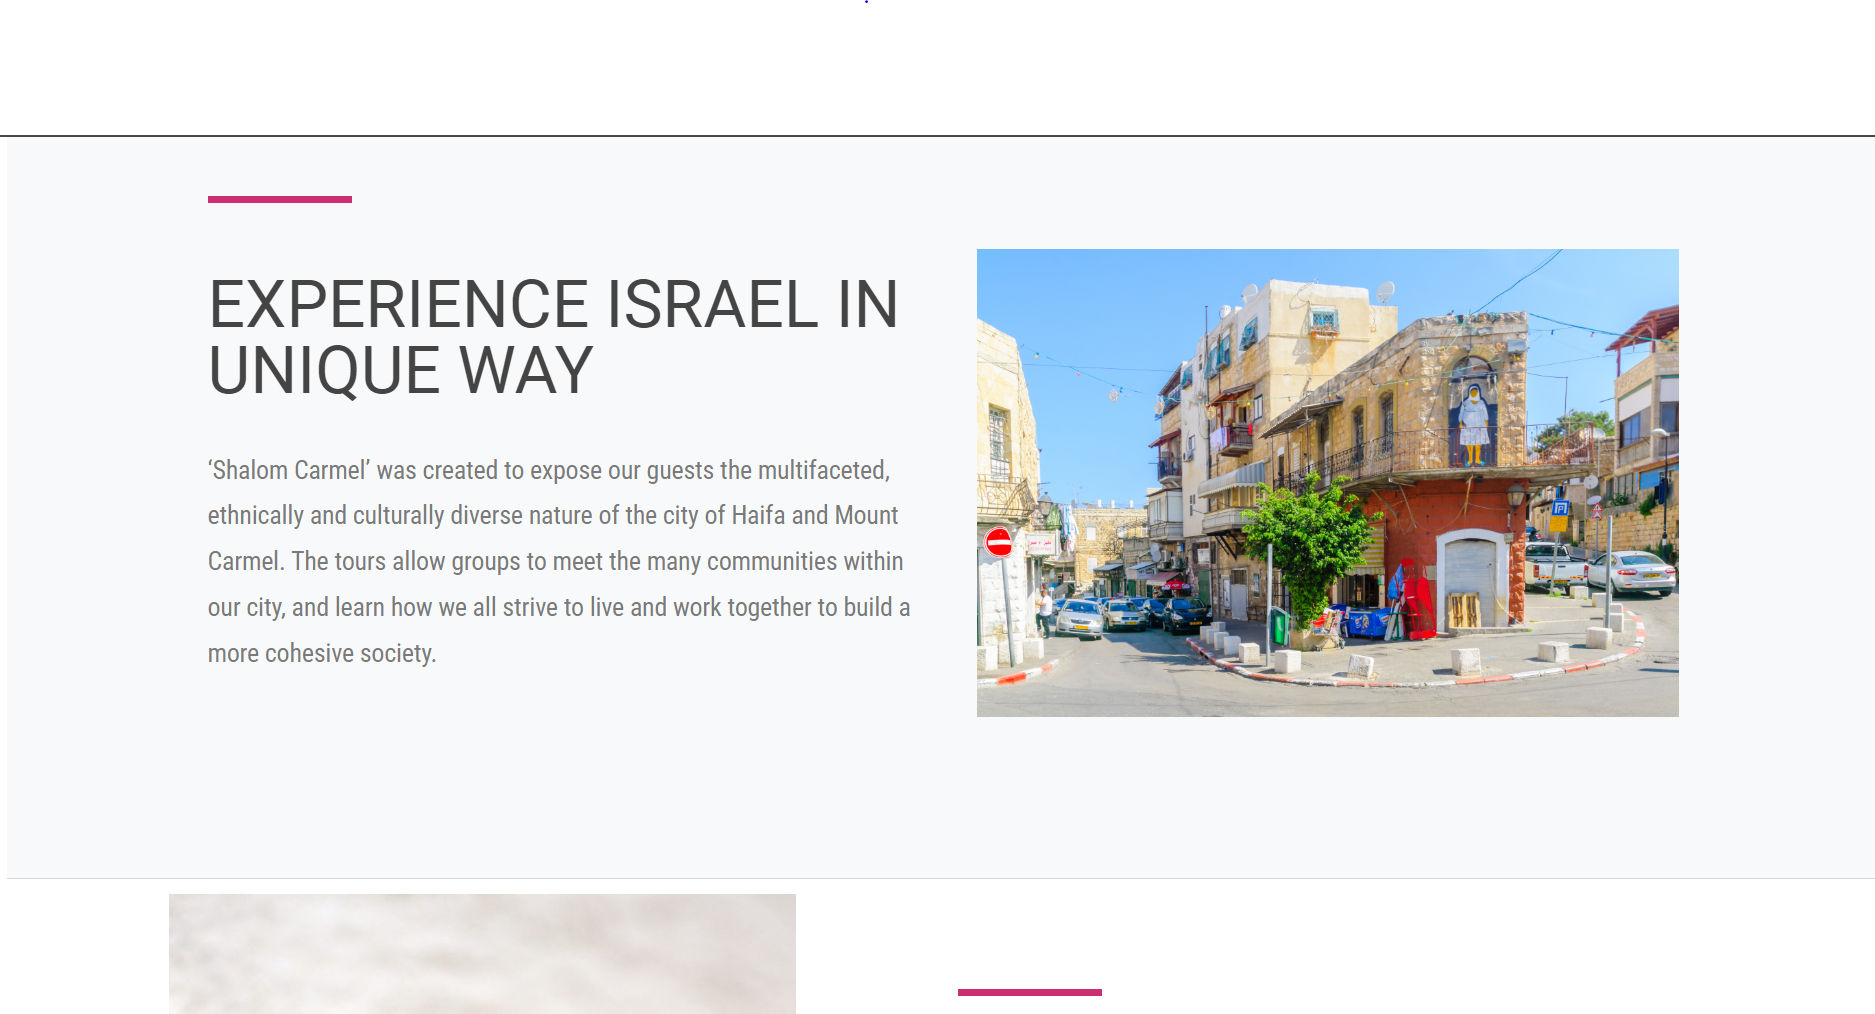 EXPERIENCE ISRAEL IN
UNIQUE WAY
‘Shalom Carmel’ was created to expose our guests the multifaceted,
ethnically and culturally diverse nature of the city of Haifa and Mount
Carmel. The tours allow groups to meet the many communities within
our city, and learn how we all strive to live and work together to build a
more cohesive society.